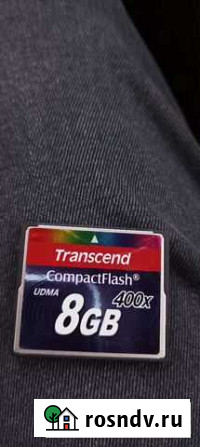 Transcend
CompactFlash®
UDMA
400x
8GB
rosndv.ru